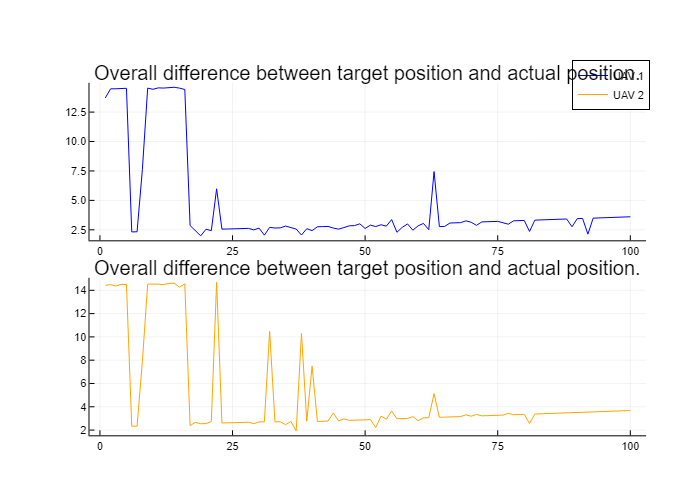 Overall difference between target position and actual position.
UAV 1
UAV 2
12.5
10.0
7.5
5.0
2.5
0 25 50 75 100
Overall difference between target position and actual position.
14
12
10
8
6
4
2
0 25 50 75 100